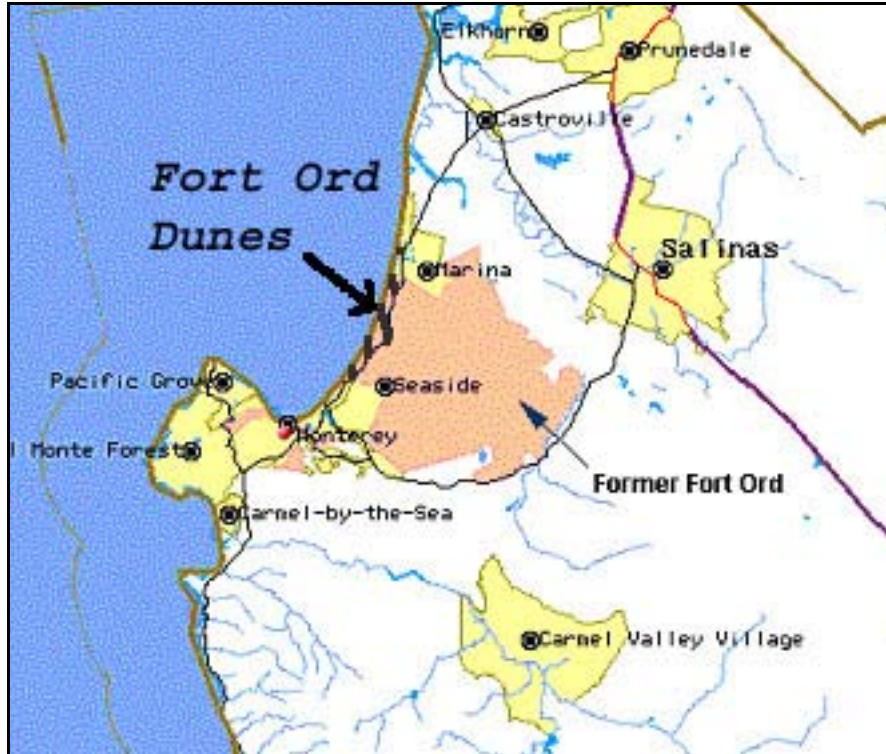 Elkhorn
Prunedale
Castroville
Fort Ord
Dunes
Salinas
Marina
Pacific Grove
Seaside
Monterey
l Monte Forest
Former Fort Ord
Carmel-by-the-Sea
Carmel Valley Village